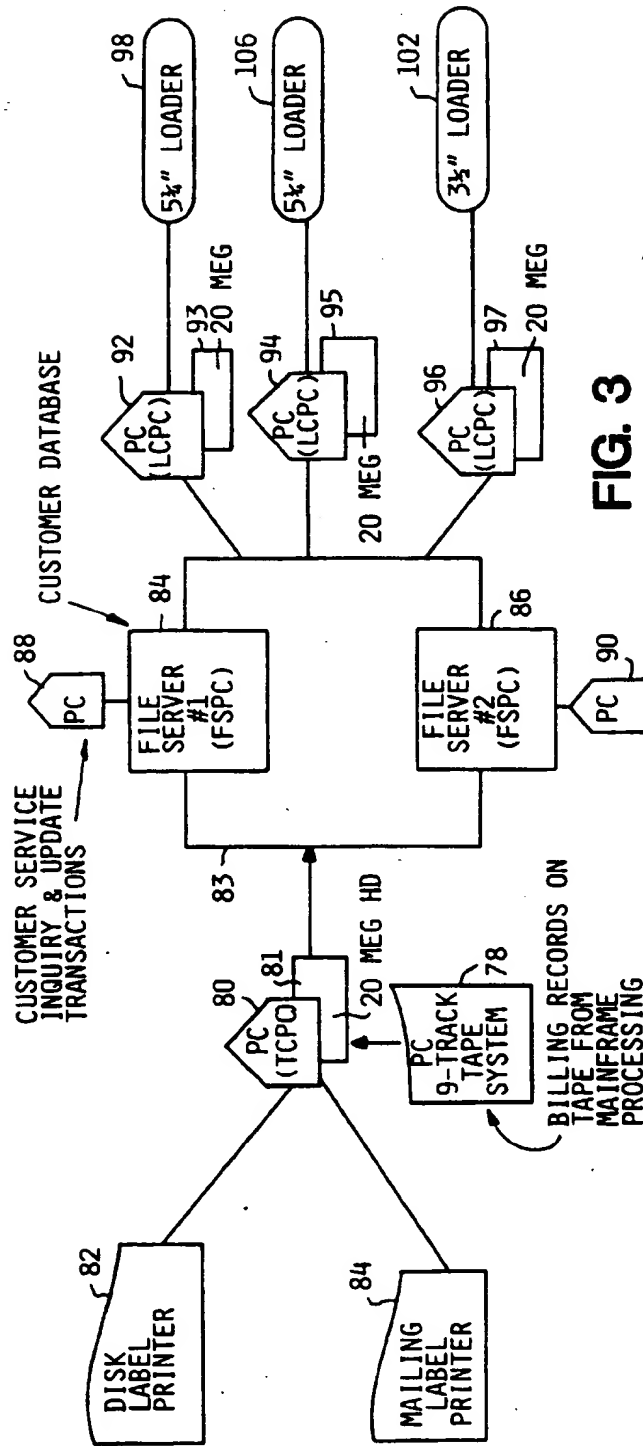 82
DISK
LABEL
PRINTER
84
MAILING
LABEL
PRINTER
80
PC
(TCPC)
81
20 MEG HD
78
PC
9-TRACK
TAPE
SYSTEM
BILLING RECORDS ON
TAPE FROM
MAINFRAME
PROCESSING
CUSTOMER SERVICE
INQUIRY & UPDATE
TRANSACTIONS
83
88
PC
CUSTOMER DATABASE
84
FILE
SERVER
#1
(FSPC)
86
FILE
SERVER
#2
(FSPC)
90
PC
92
PC
(LCPC)
93
20 MEG
94
PC
(LCPC)
95
20 MEG
96
PC
(LCPC)
97
20 MEG
98
5¼" LOADER
106
5¼" LOADER
102
3½" LOADER
FIG. 3